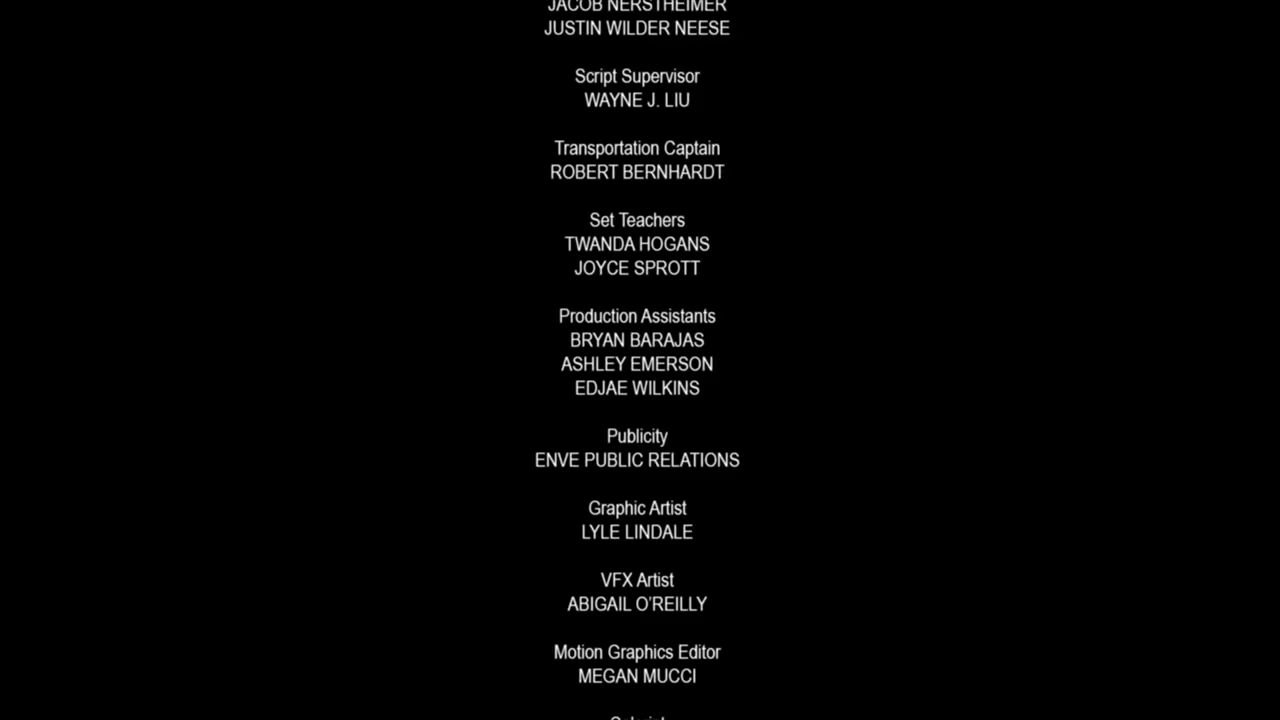 JACOB NERSTHEIMER
JUSTIN WILDER NEESE
Script Supervisor
WAYNE J. LIU
Transportation Captain
ROBERT BERNHARDT
Set Teachers
TWANDA HOGANS
JOYCE SPROTT
Production Assistants
BRYAN BARAJAS
ASHLEY EMERSON
EDJAE WILKINS
Publicity
ENVE PUBLIC RELATIONS
Graphic Artist
LYLE LINDALE
VFX Artist
ABIGAIL O’REILLY
Motion Graphics Editor
MEGAN MUCCI